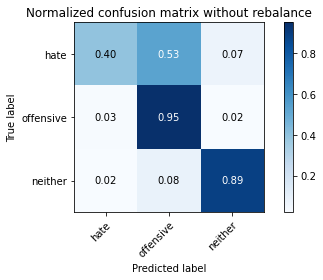 Normalized confusion matrix without rebalance
hate 0.40 0.53 0.07
offensive 0.03 0.95 0.02
neither 0.02 0.08 0.89
hate offensive neither
True label
Predicted label
0.8
0.6
0.4
0.2